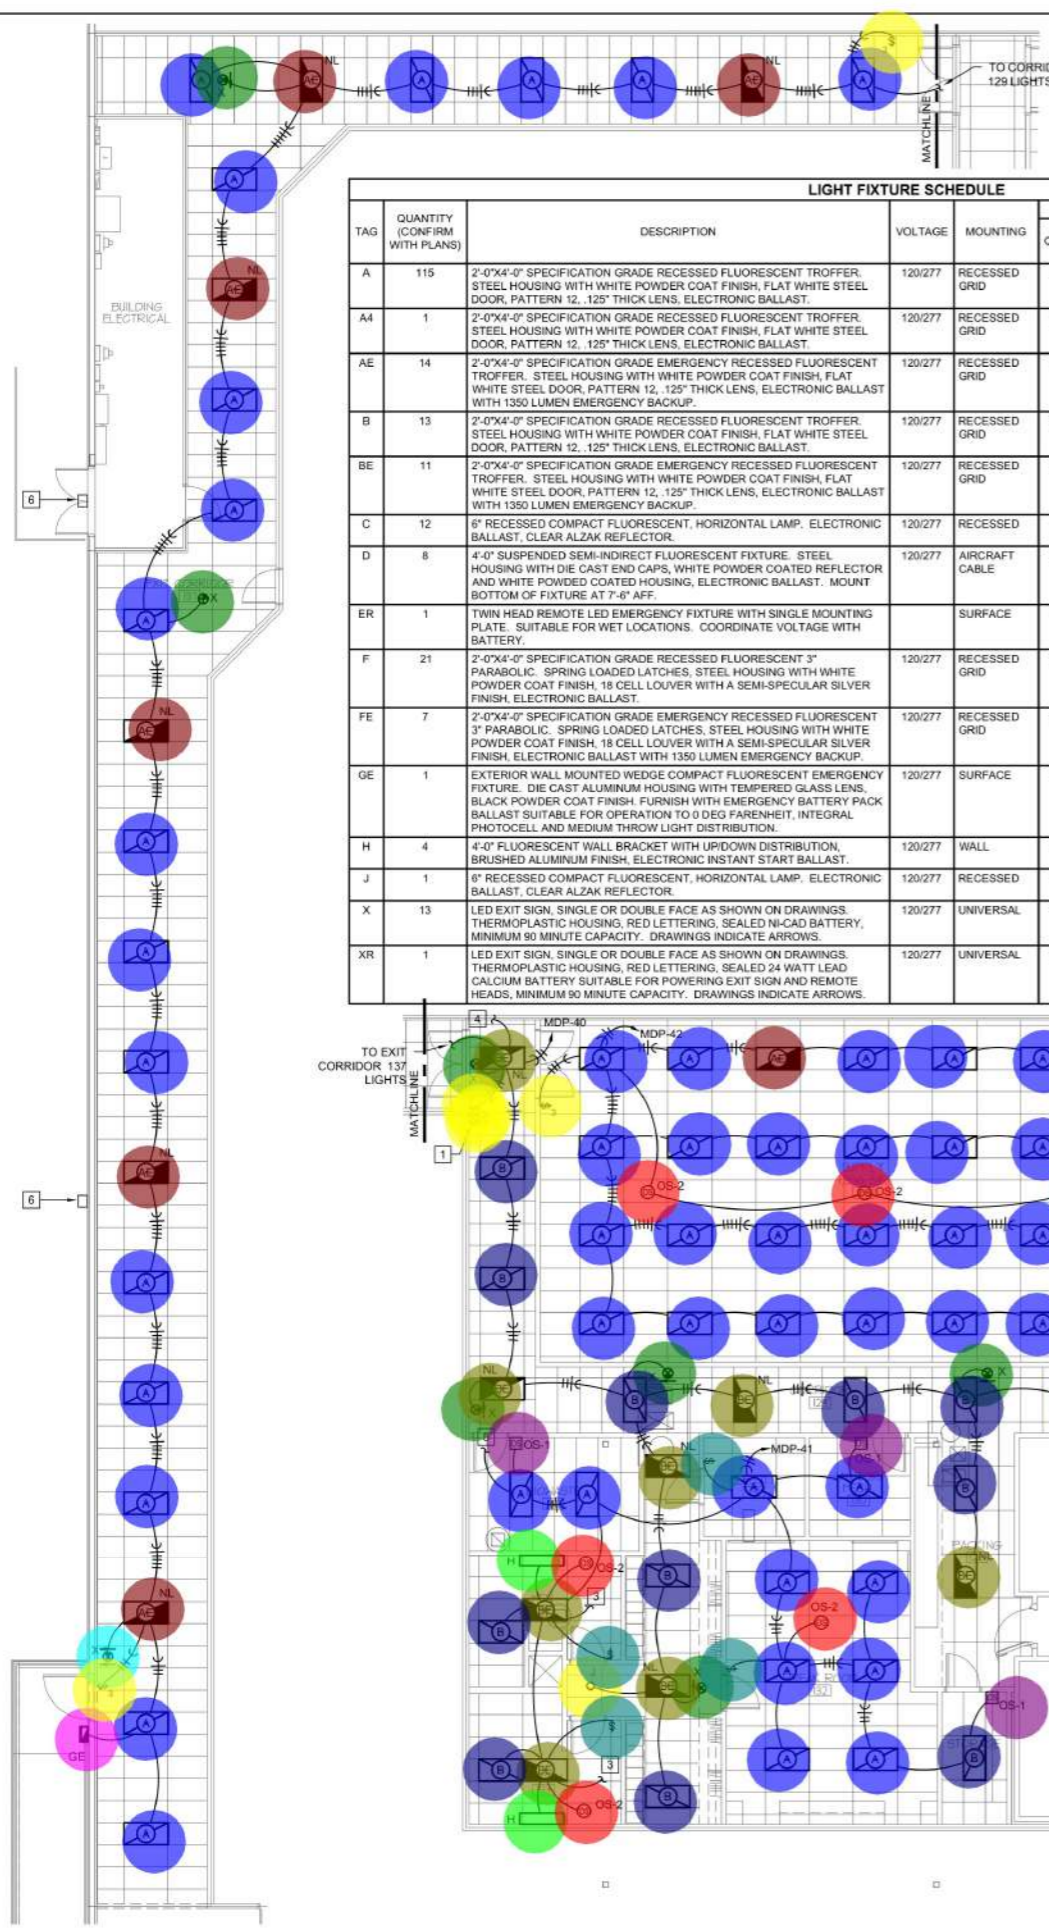 NL
NL
TO CORRID
129 LIGHTS
MATCHLINE
LIGHT FIXTURE SCHEDULE
TAG
QUANTITY
(CONFIRM
WITH PLANS)
DESCRIPTION
VOLTAGE
MOUNTING
A 115 2'-0"X4'-0" SPECIFICATION GRADE RECESSED FLUORESCENT TROFFER. 120/277 RECESSED
STEEL HOUSING WITH WHITE POWDER COAT FINISH, FLAT WHITE STEEL GRID
DOOR, PATTERN 12, .125" THICK LENS, ELECTRONIC BALLAST.
A4 1 2'-0"X4'-0" SPECIFICATION GRADE RECESSED FLUORESCENT TROFFER. 120/277 RECESSED
STEEL HOUSING WITH WHITE POWDER COAT FINISH, FLAT WHITE STEEL GRID
DOOR, PATTERN 12, .125" THICK LENS, ELECTRONIC BALLAST.
AE 14 2'-0"X4'-0" SPECIFICATION GRADE EMERGENCY RECESSED FLUORESCENT 120/277 RECESSED
TROFFER. STEEL HOUSING WITH WHITE POWDER COAT FINISH, FLAT GRID
WHITE STEEL DOOR, PATTERN 12, .125" THICK LENS, ELECTRONIC BALLAST
WITH 1350 LUMEN EMERGENCY BACKUP.
B 13 2'-0"X4'-0" SPECIFICATION GRADE RECESSED FLUORESCENT TROFFER. 120/277 RECESSED
STEEL HOUSING WITH WHITE POWDER COAT FINISH, FLAT WHITE STEEL GRID
DOOR, PATTERN 12, .125" THICK LENS, ELECTRONIC BALLAST.
BE 11 2'-0"X4'-0" SPECIFICATION GRADE EMERGENCY RECESSED FLUORESCENT 120/277 RECESSED
TROFFER. STEEL HOUSING WITH WHITE POWDER COAT FINISH, FLAT GRID
WHITE STEEL DOOR, PATTERN 12, .125" THICK LENS, ELECTRONIC BALLAST
WITH 1350 LUMEN EMERGENCY BACKUP.
C 12 6" RECESSED COMPACT FLUORESCENT, HORIZONTAL LAMP. ELECTRONIC 120/277 RECESSED
BALLAST, CLEAR ALZAK REFLECTOR.
D 8 4'-0" SUSPENDED SEMI-INDIRECT FLUORESCENT FIXTURE. STEEL 120/277 AIRCRAFT
HOUSING WITH DIE CAST END CAPS, WHITE POWDER COATED REFLECTOR CABLE
AND WHITE POWDED COATED HOUSING, ELECTRONIC BALLAST. MOUNT
BOTTOM OF FIXTURE AT 7'-6" AFF.
ER 1 TWIN HEAD REMOTE LED EMERGENCY FIXTURE WITH SINGLE MOUNTING SURFACE
PLATE. SUITABLE FOR WET LOCATIONS. COORDINATE VOLTAGE WITH
BATTERY.
F 21 2'-0"X4'-0" SPECIFICATION GRADE RECESSED FLUORESCENT 3" 120/277 RECESSED
PARABOLIC. SPRING LOADED LATCHES, STEEL HOUSING WITH WHITE GRID
POWDER COAT FINISH, 18 CELL LOUVER WITH A SEMI-SPECULAR SILVER
FINISH, ELECTRONIC BALLAST.
FE 7 2'-0"X4'-0" SPECIFICATION GRADE EMERGENCY RECESSED FLUORESCENT 120/277 RECESSED
3" PARABOLIC. SPRING LOADED LATCHES, STEEL HOUSING WITH WHITE GRID
POWDER COAT FINISH, 18 CELL LOUVER WITH A SEMI-SPECULAR SILVER
FINISH, ELECTRONIC BALLAST WITH 1350 LUMEN EMERGENCY BACKUP.
GE 1 EXTERIOR WALL MOUNTED WEDGE COMPACT FLUORESCENT EMERGENCY 120/277 SURFACE
FIXTURE. DIE CAST ALUMINUM HOUSING WITH TEMPERED GLASS LENS,
BLACK POWDER COAT FINISH. FURNISH WITH EMERGENCY BATTERY PACK
BALLAST SUITABLE FOR OPERATION TO 0 DEG FARENHEIT, INTEGRAL
PHOTOCELL AND MEDIUM THROW LIGHT DISTRIBUTION.
H 4 4'-0" FLUORESCENT WALL BRACKET WITH UP/DOWN DISTRIBUTION, 120/277 WALL
BRUSHED ALUMINUM FINISH, ELECTRONIC INSTANT START BALLAST.
J 1 6" RECESSED COMPACT FLUORESCENT, HORIZONTAL LAMP. ELECTRONIC 120/277 RECESSED
BALLAST, CLEAR ALZAK REFLECTOR.
X 13 LED EXIT SIGN, SINGLE OR DOUBLE FACE AS SHOWN ON DRAWINGS. 120/277 UNIVERSAL
THERMOPLASTIC HOUSING, RED LETTERING, SEALED NI-CAD BATTERY,
MINIMUM 90 MINUTE CAPACITY. DRAWINGS INDICATE ARROWS.
XR 1 LED EXIT SIGN, SINGLE OR DOUBLE FACE AS SHOWN ON DRAWINGS. 120/277 UNIVERSAL
THERMOPLASTIC HOUSING, RED LETTERING, SEALED 24 WATT LEAD
CALCIUM BATTERY SUITABLE FOR POWERING EXIT SIGN AND REMOTE
HEADS, MINIMUM 90 MINUTE CAPACITY. DRAWINGS INDICATE ARROWS.
BUILDING
ELECTRICAL
NL
6
NL
6
NL
NL
GE
4
MDP-40
MDP-42
TO EXIT
CORRIDOR 137
LIGHTS
MATCHLINE
NL
1
OS-2
OS-2
NL
NL
X
OS-1
NL
MDP-41
OS-1
H
OS-2
3
OS-2
NL
NL
132
OS-1
3
OS-2
H